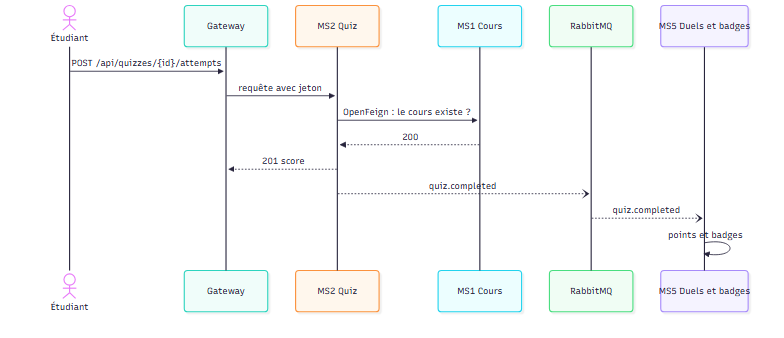 Étudiant
Gateway
MS2 Quiz
MS1 Cours
RabbitMQ
MS5 Duels et badges
POST /api/quizzes/{id}/attempts
requête avec jeton
OpenFeign : le cours existe ?
200
201 score
quiz.completed
quiz.completed
points et badges
Étudiant
Gateway
MS2 Quiz
MS1 Cours
RabbitMQ
MS5 Duels et badges